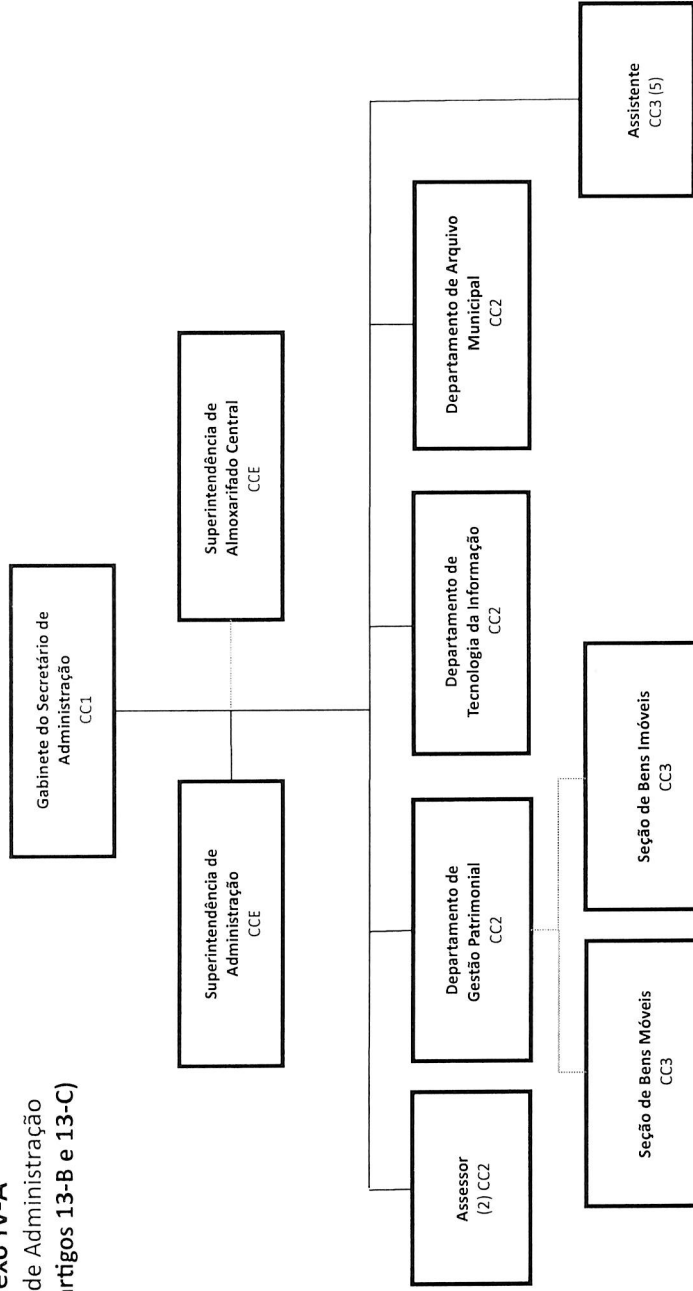 exo IV-A
de Administração
rtigos 13-B e 13-C)
Gabinete do Secretário de
Administração
CC1
Superintendência de
Administração
CCE
Superintendência de
Almoxarifado Central
CCE
Assessor
(2) CC2
Departamento de
Gestão Patrimonial
CC2
Departamento de
Tecnologia da Informação
CC2
Departamento de Arquivo
Municipal
CC2
Assistente
CC3 (5)
Seção de Bens Móveis
CC3
Seção de Bens Imóveis
CC3